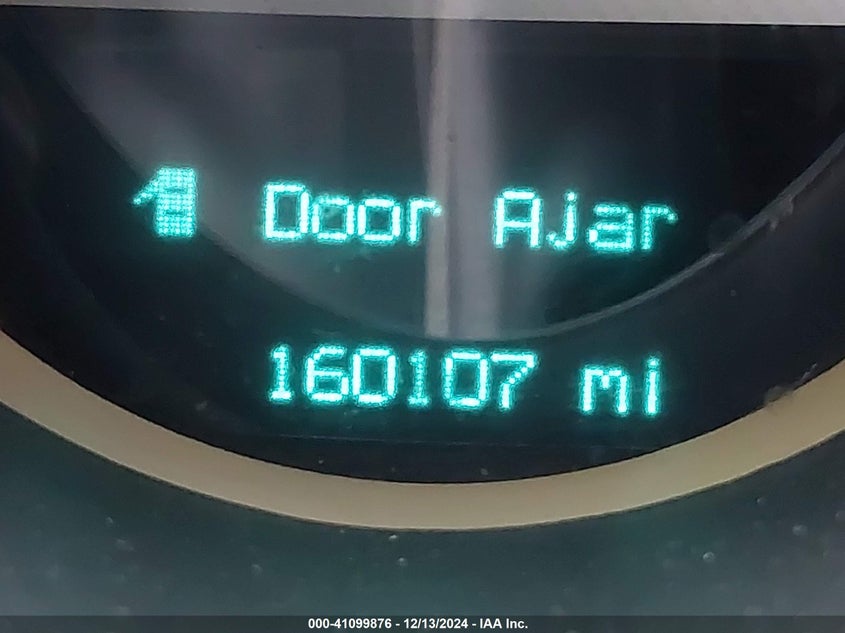 Door Ajar
160107 mi
000-41099876 - 12/13/2024 - IAA Inc.